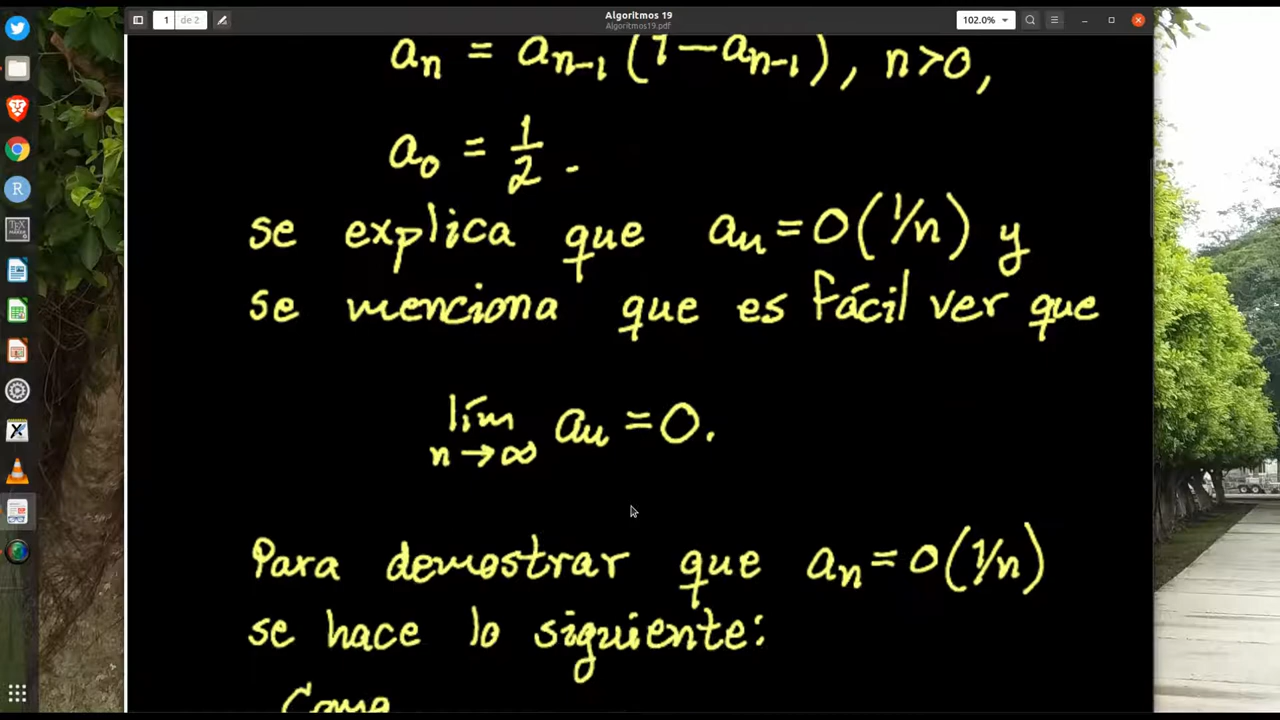 Algoritmos 19
Algoritmos19.pdf
1 de 2
102.0%
aₙ = aₙ₋₁ (1−aₙ₋₁), n>0,
a₀ = 1/2.
se explica que aₙ = O(1/n) y
se menciona que es fácil ver que
lím aₙ = 0.
n→∞
Para demostrar que aₙ = O(1/n)
se hace lo siguiente:
Como